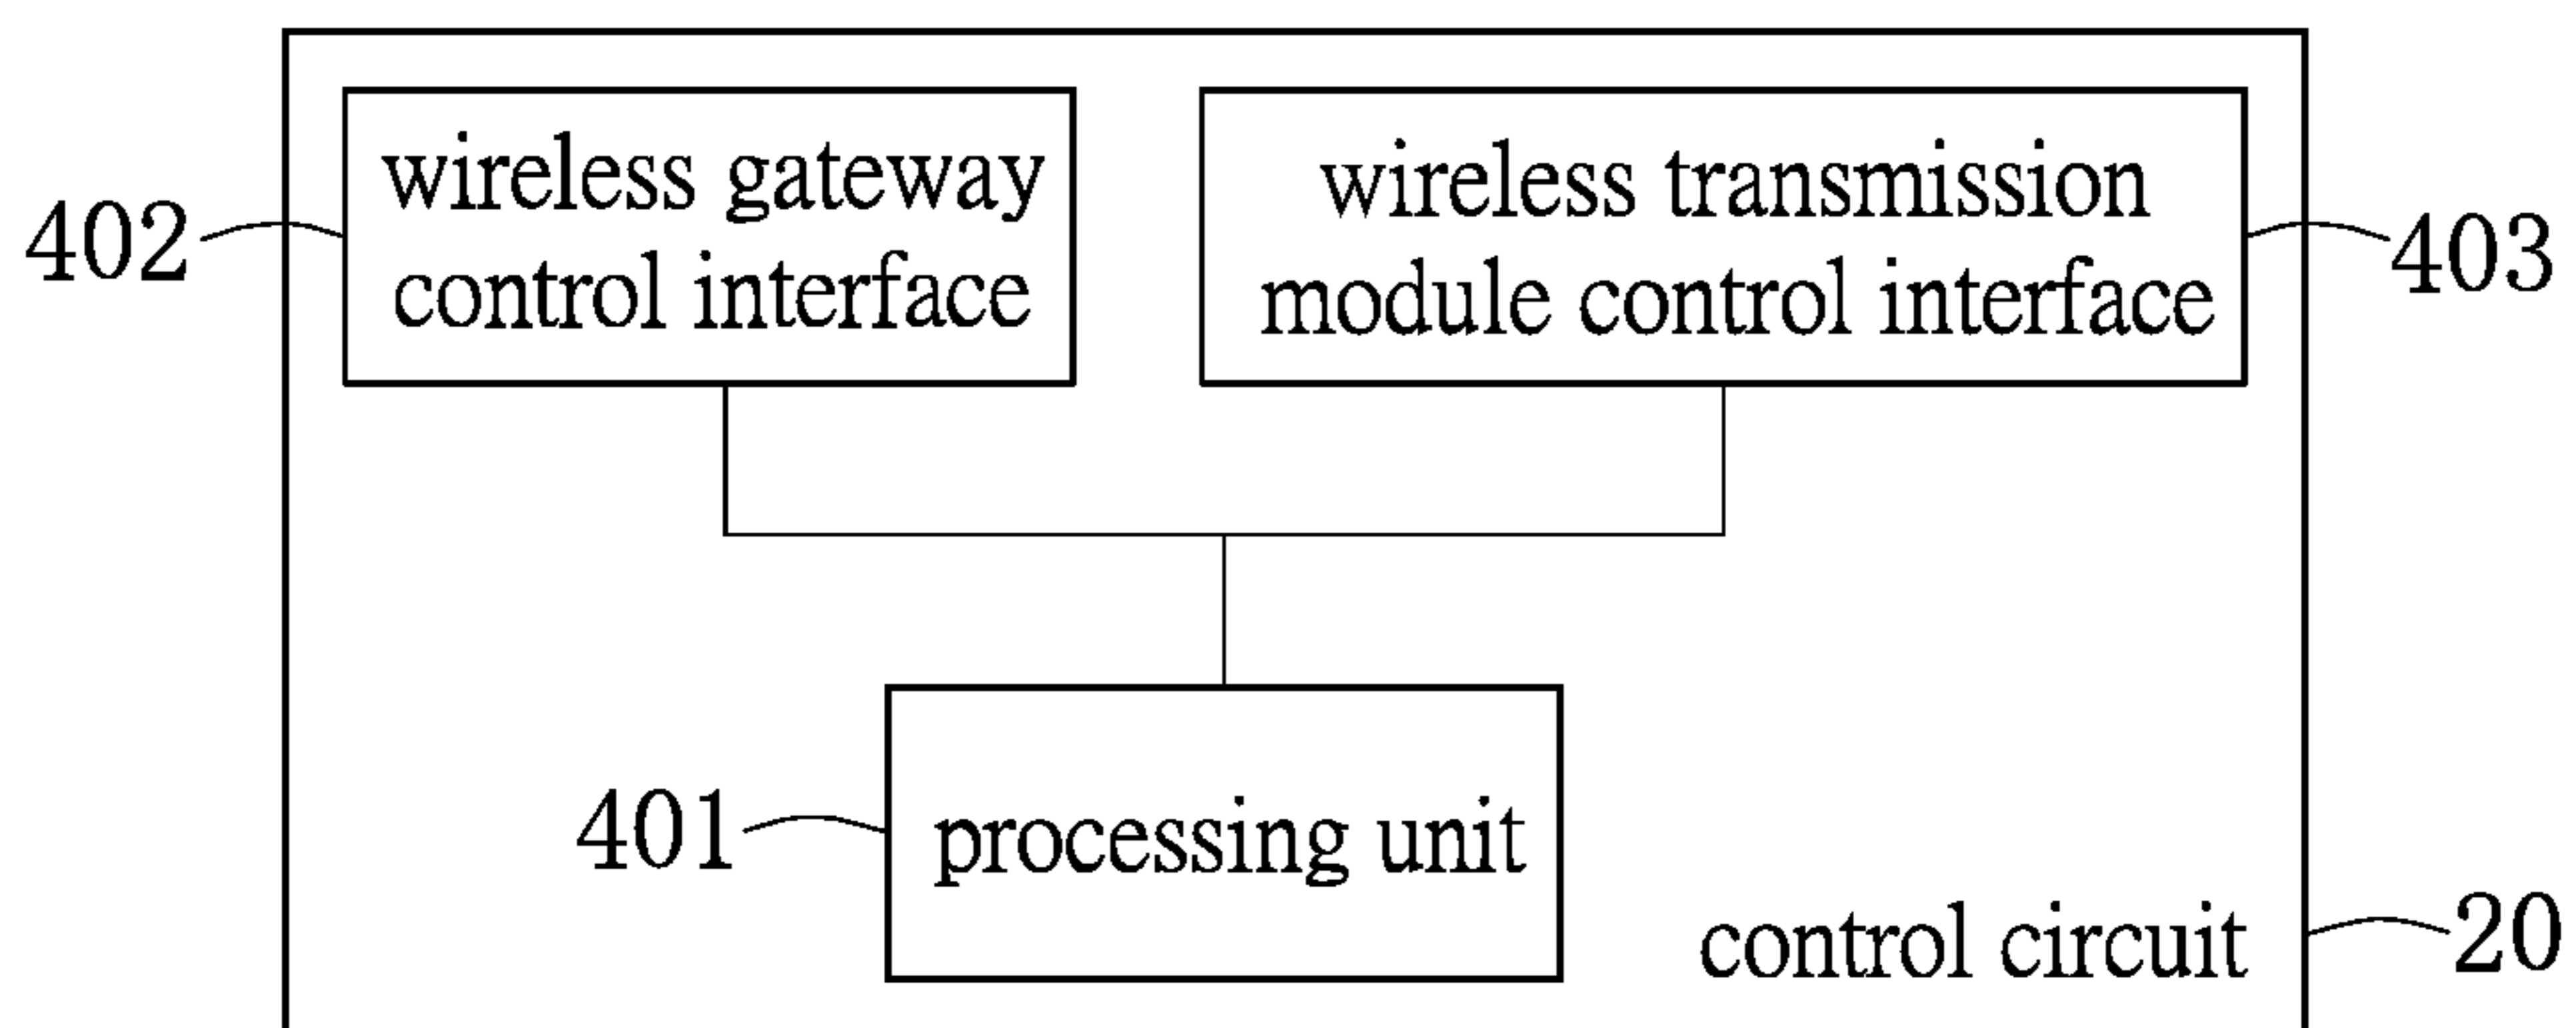 wireless gateway
control interface
wireless transmission
module control interface
402
403
401
processing unit
control circuit
20